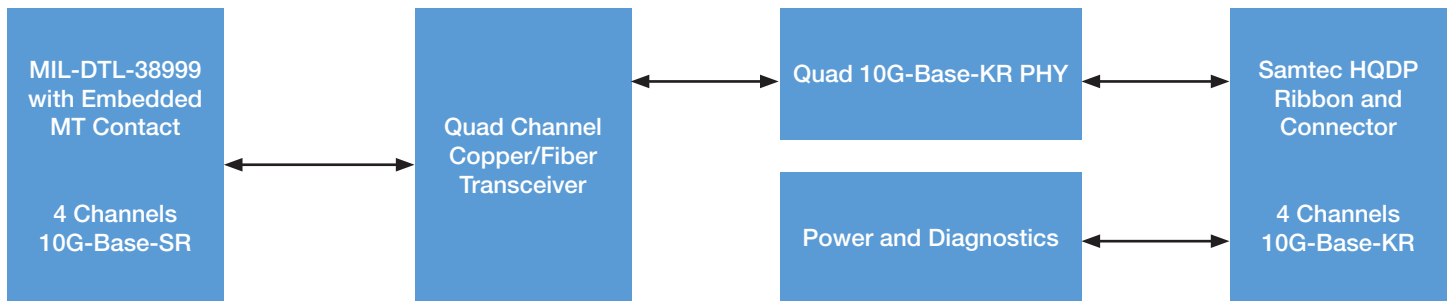 MIL-DTL-38999
with Embedded
MT Contact
4 Channels
10G-Base-SR
Quad Channel
Copper/Fiber
Transceiver
Quad 10G-Base-KR PHY
Power and Diagnostics
Samtec HQDP
Ribbon and
Connector
4 Channels
10G-Base-KR